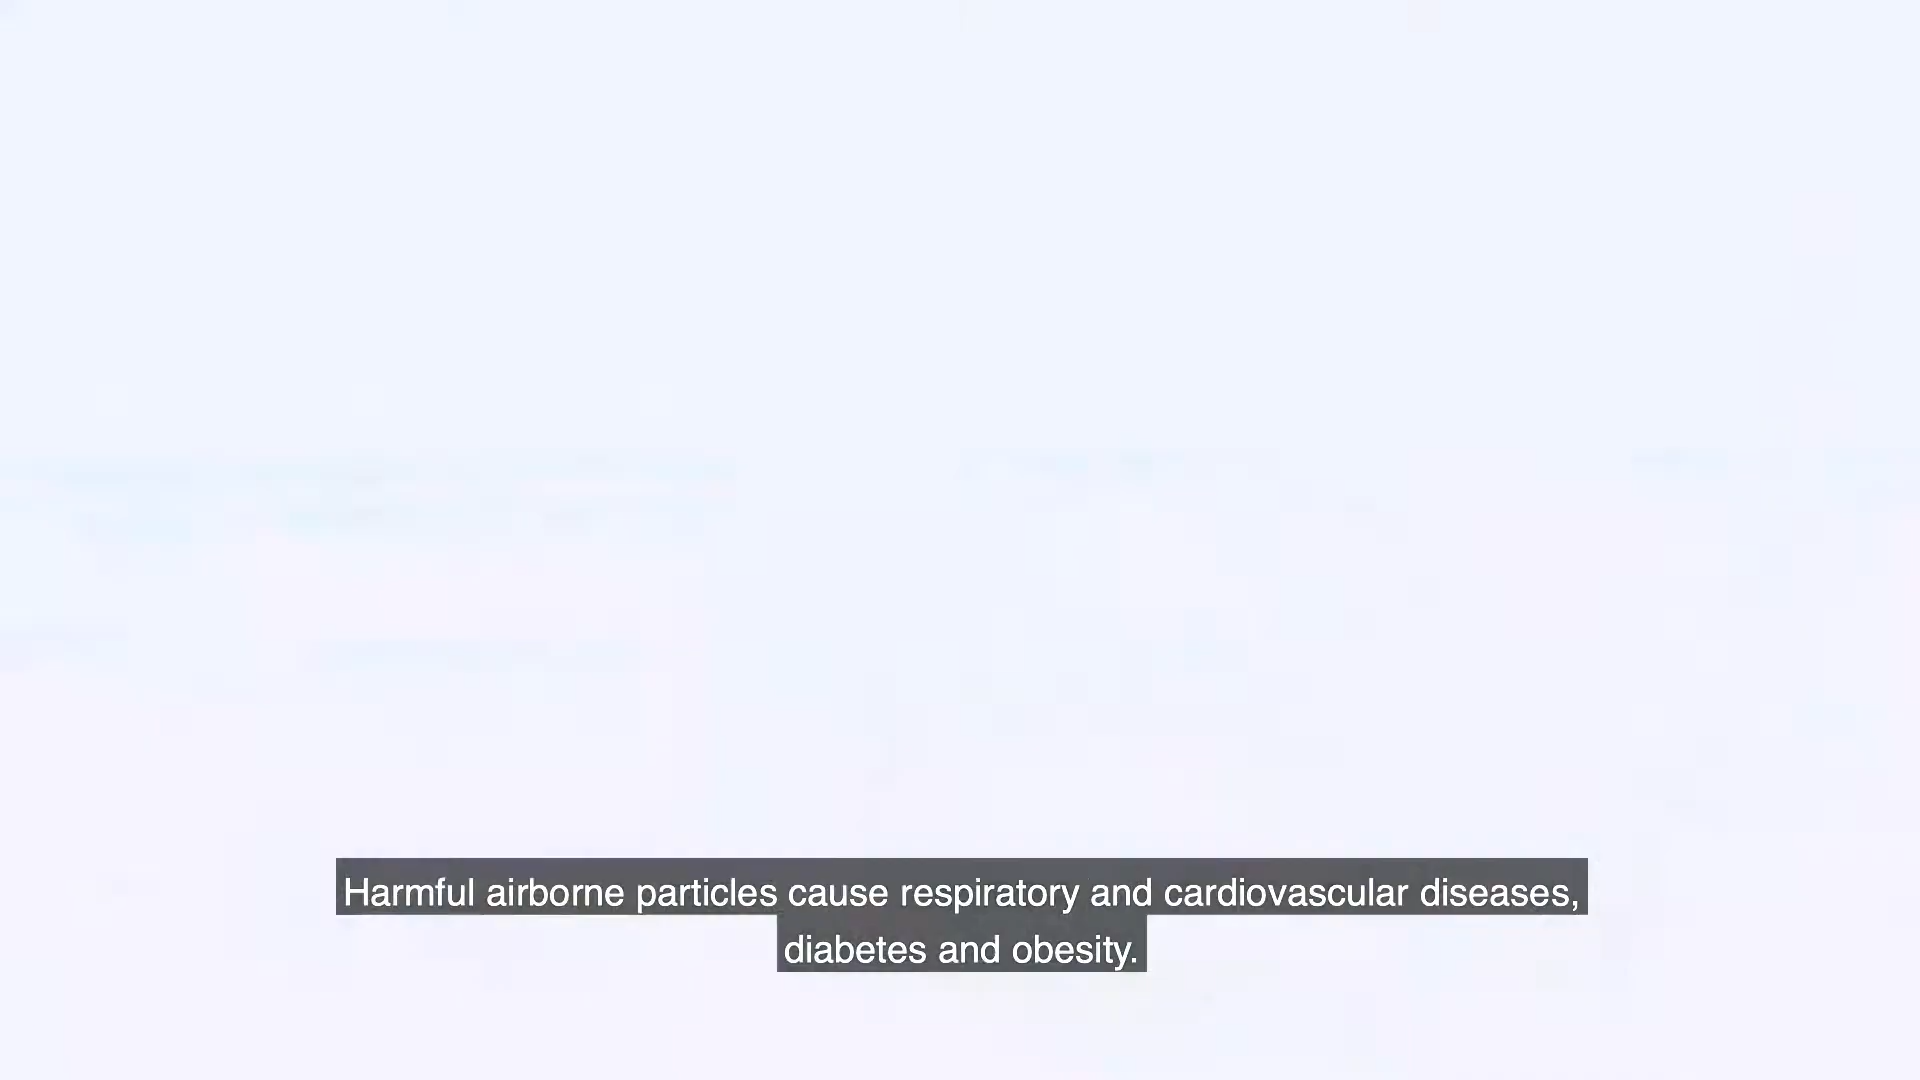 Harmful airborne particles cause respiratory and cardiovascular diseases,
diabetes and obesity.